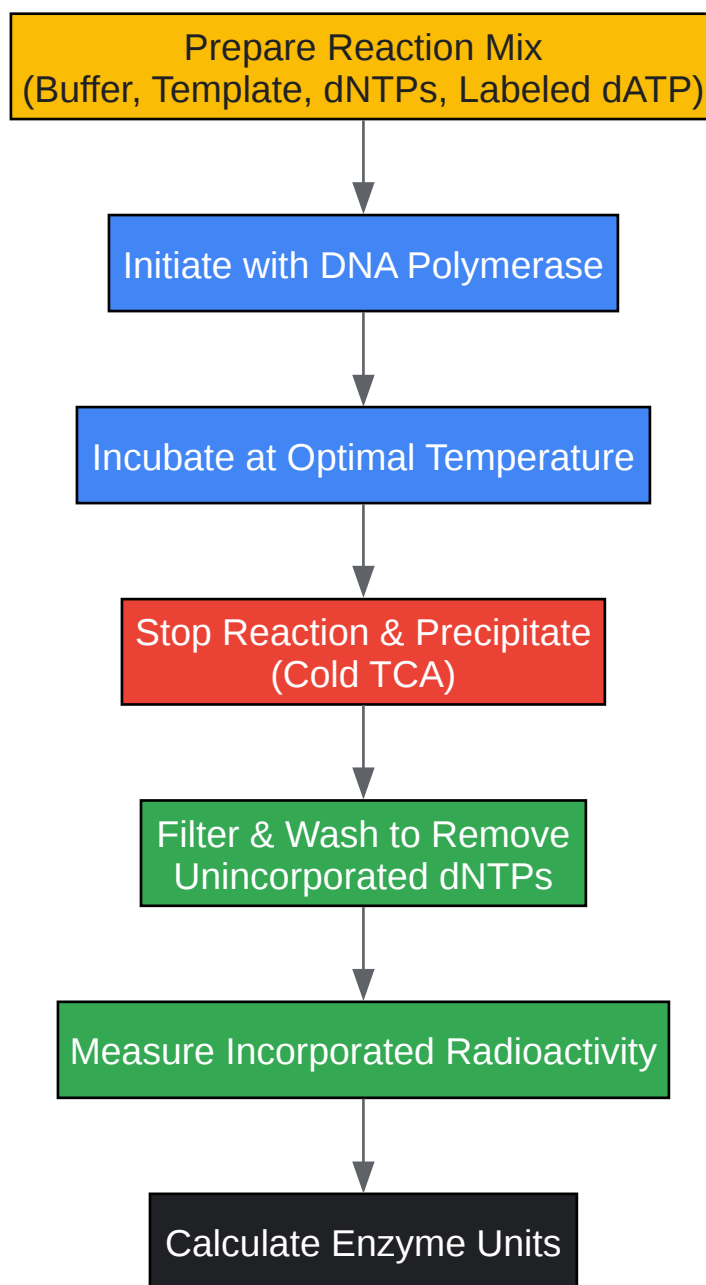 Prepare Reaction Mix
(Buffer, Template, dNTPs, Labeled dATP)
Initiate with DNA Polymerase
Incubate at Optimal Temperature
Stop Reaction & Precipitate
(Cold TCA)
Filter & Wash to Remove
Unincorporated dNTPs
Measure Incorporated Radioactivity
Calculate Enzyme Units